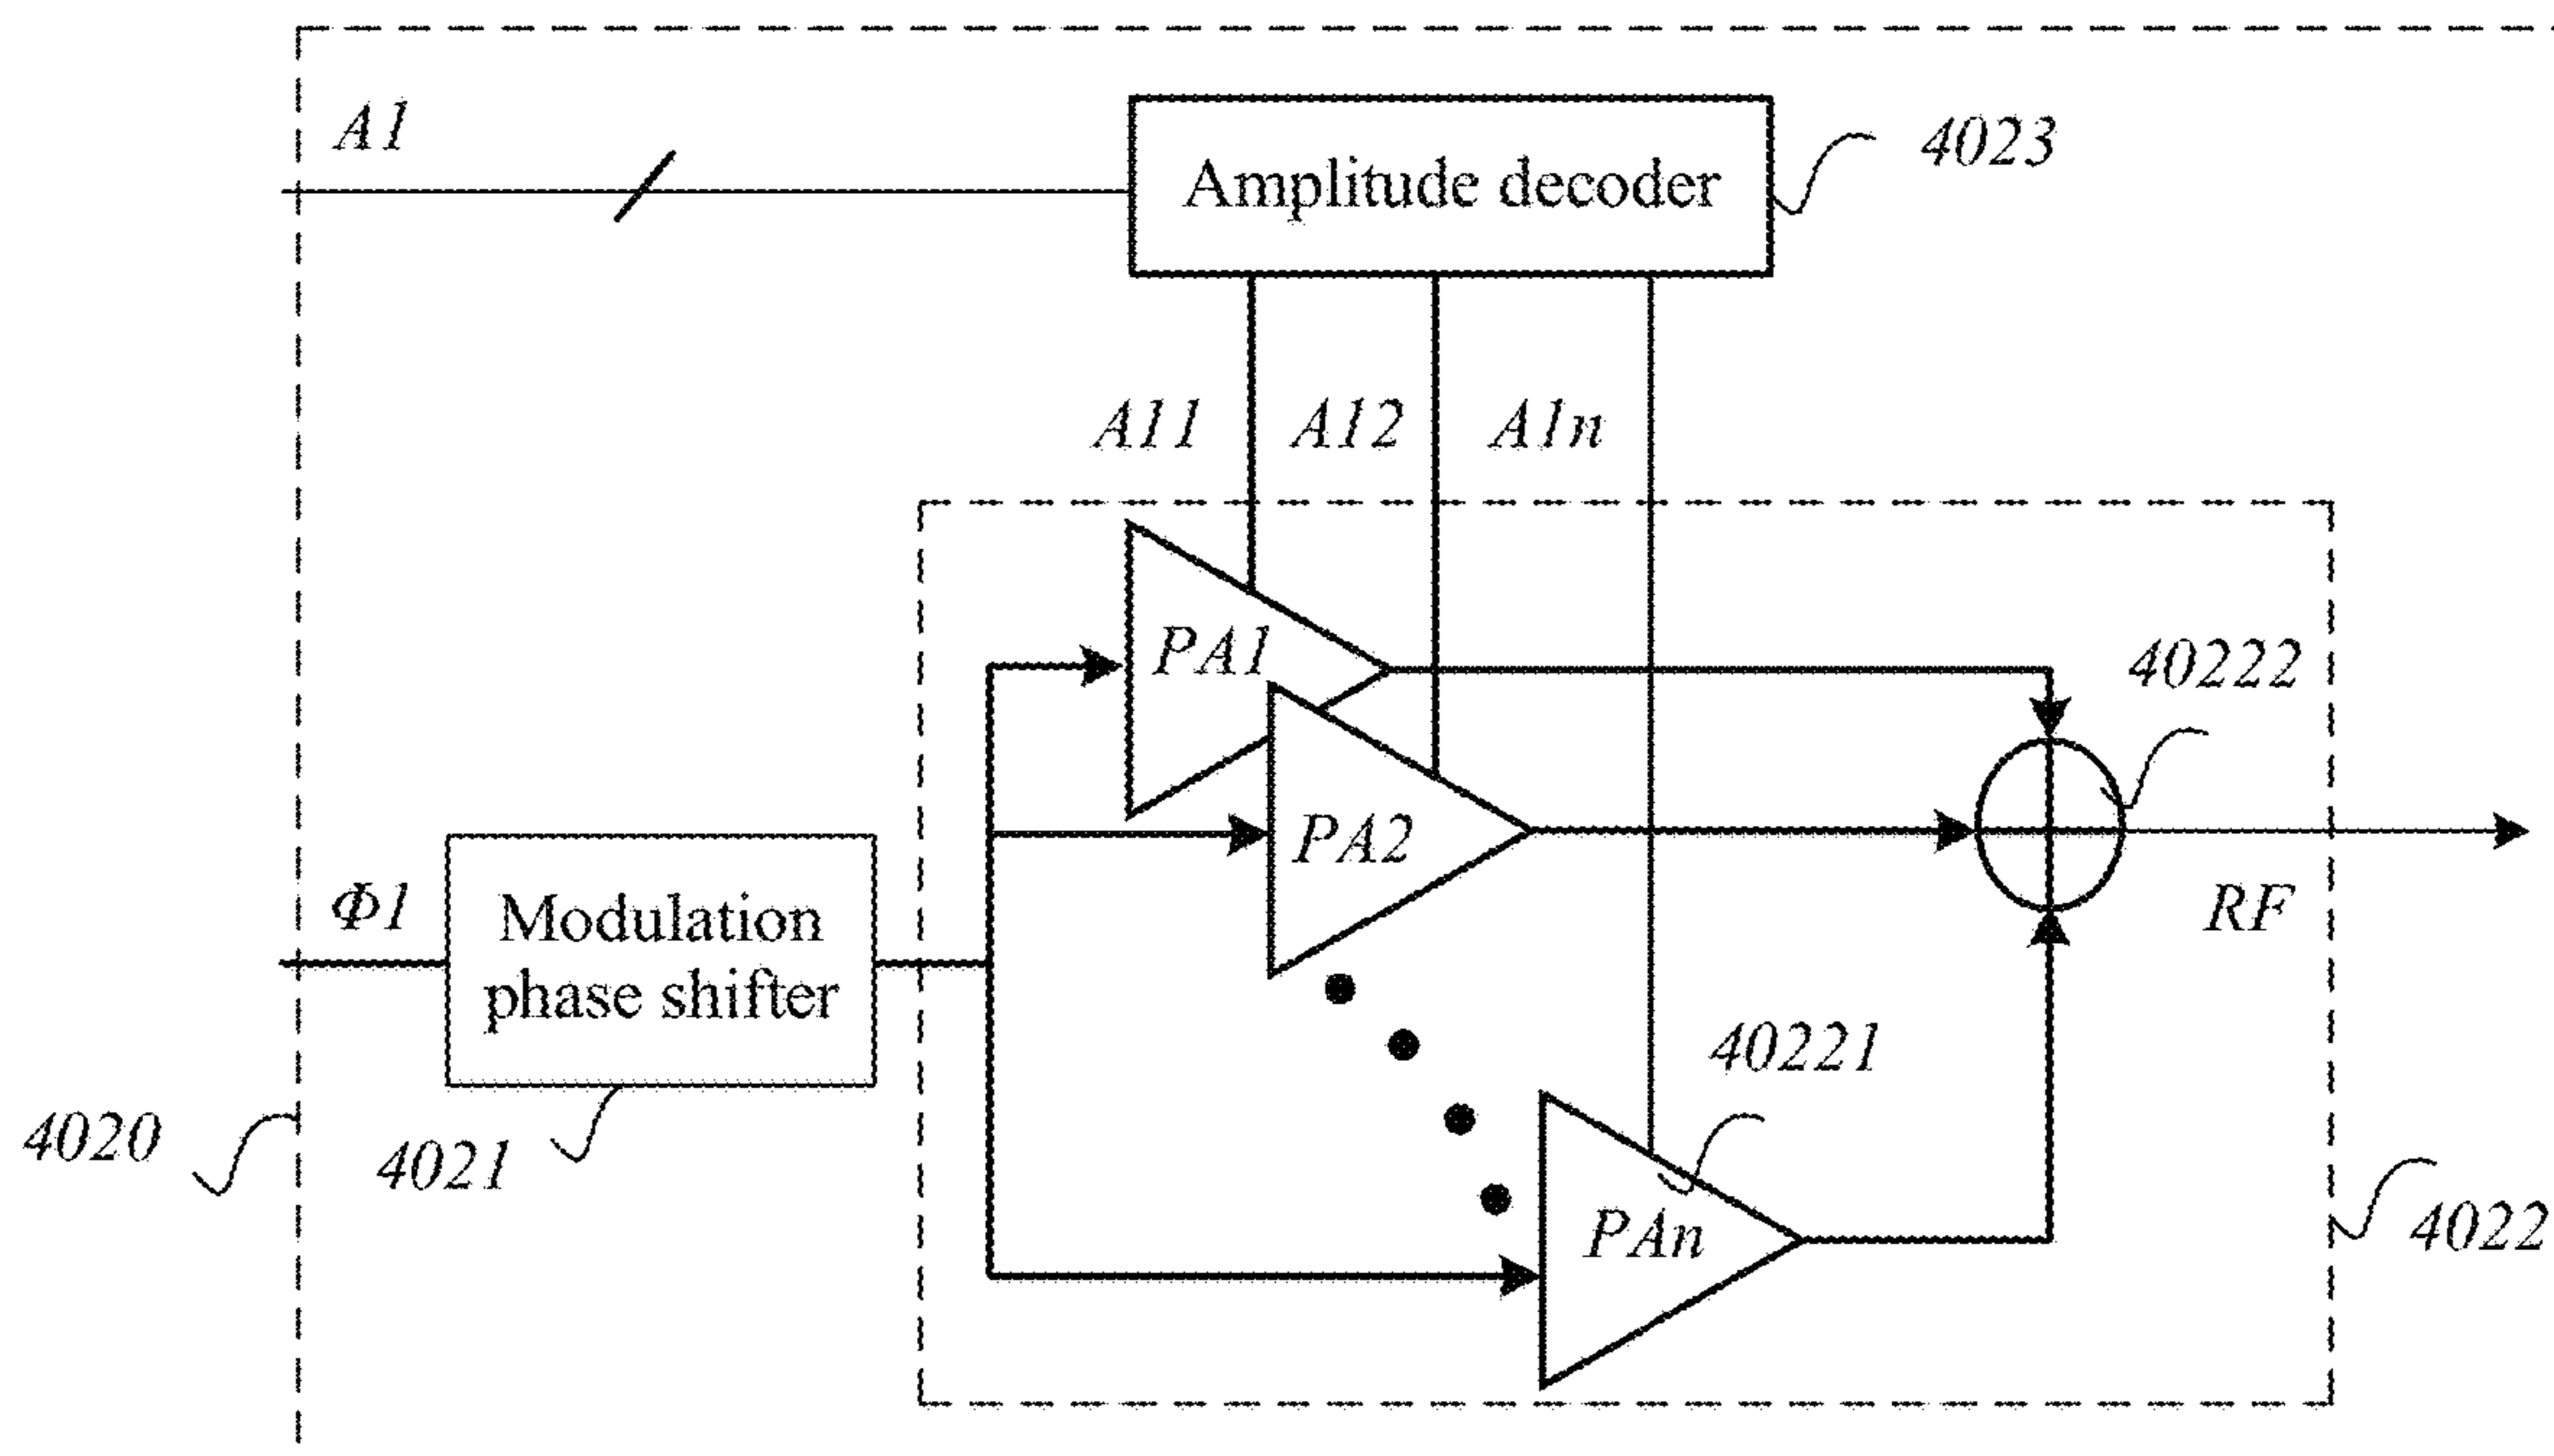 A1
Amplitude decoder
4023
A11
A12
A1n
PA1
40222
PA2
Φ1
Modulation
phase shifter
RF
40221
4020
4021
PAn
4022